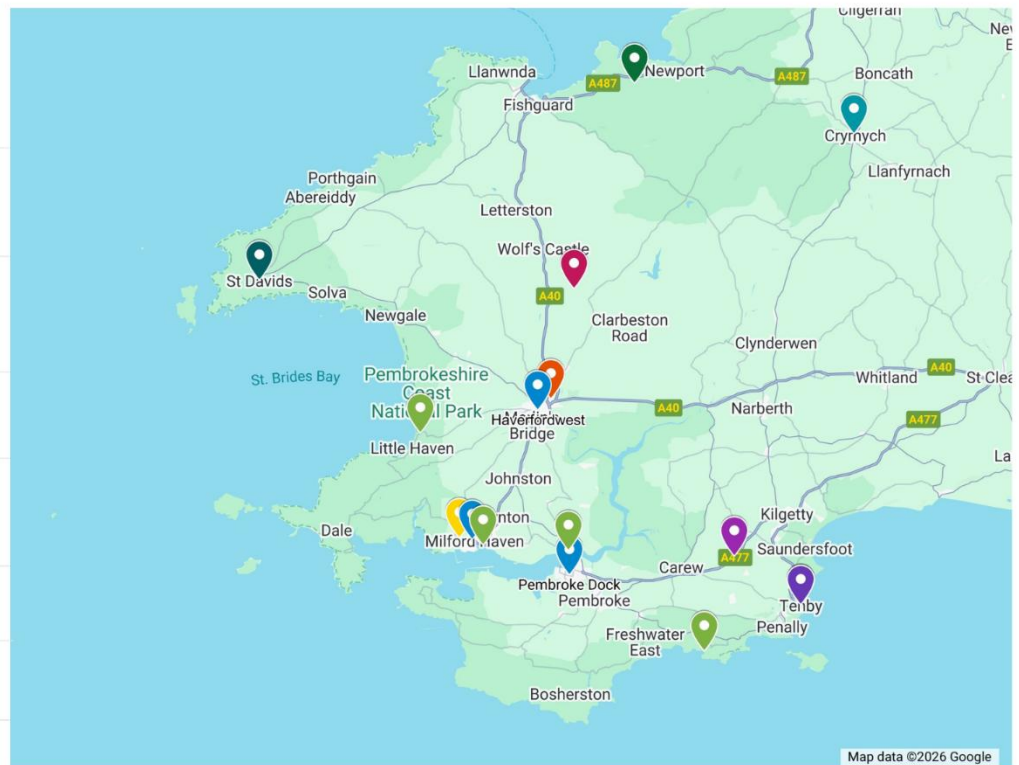 Cilgerran
Llanwnda
Newport
A487
A487
Boncath
Fishguard
Crymych
Llanfyrnach
Porthgain
Abereiddy
Letterston
Wolf's Castle
St Davids
Solva
A40
Newgale
Clarbeston
Road
Clynderwen
St. Brides Bay
Pembrokeshire
Coast
National Park
A40
Whitland
St Clea
A40
Narberth
Haverfordwest
Bridge
A477
Little Haven
La
Johnston
Kilgetty
Dale
Milford Haven
A477
Saundersfoot
Carew
Pembroke Dock
Pembroke
Tenby
Penally
Freshwater
East
Bosherston
Map data ©2026 Google